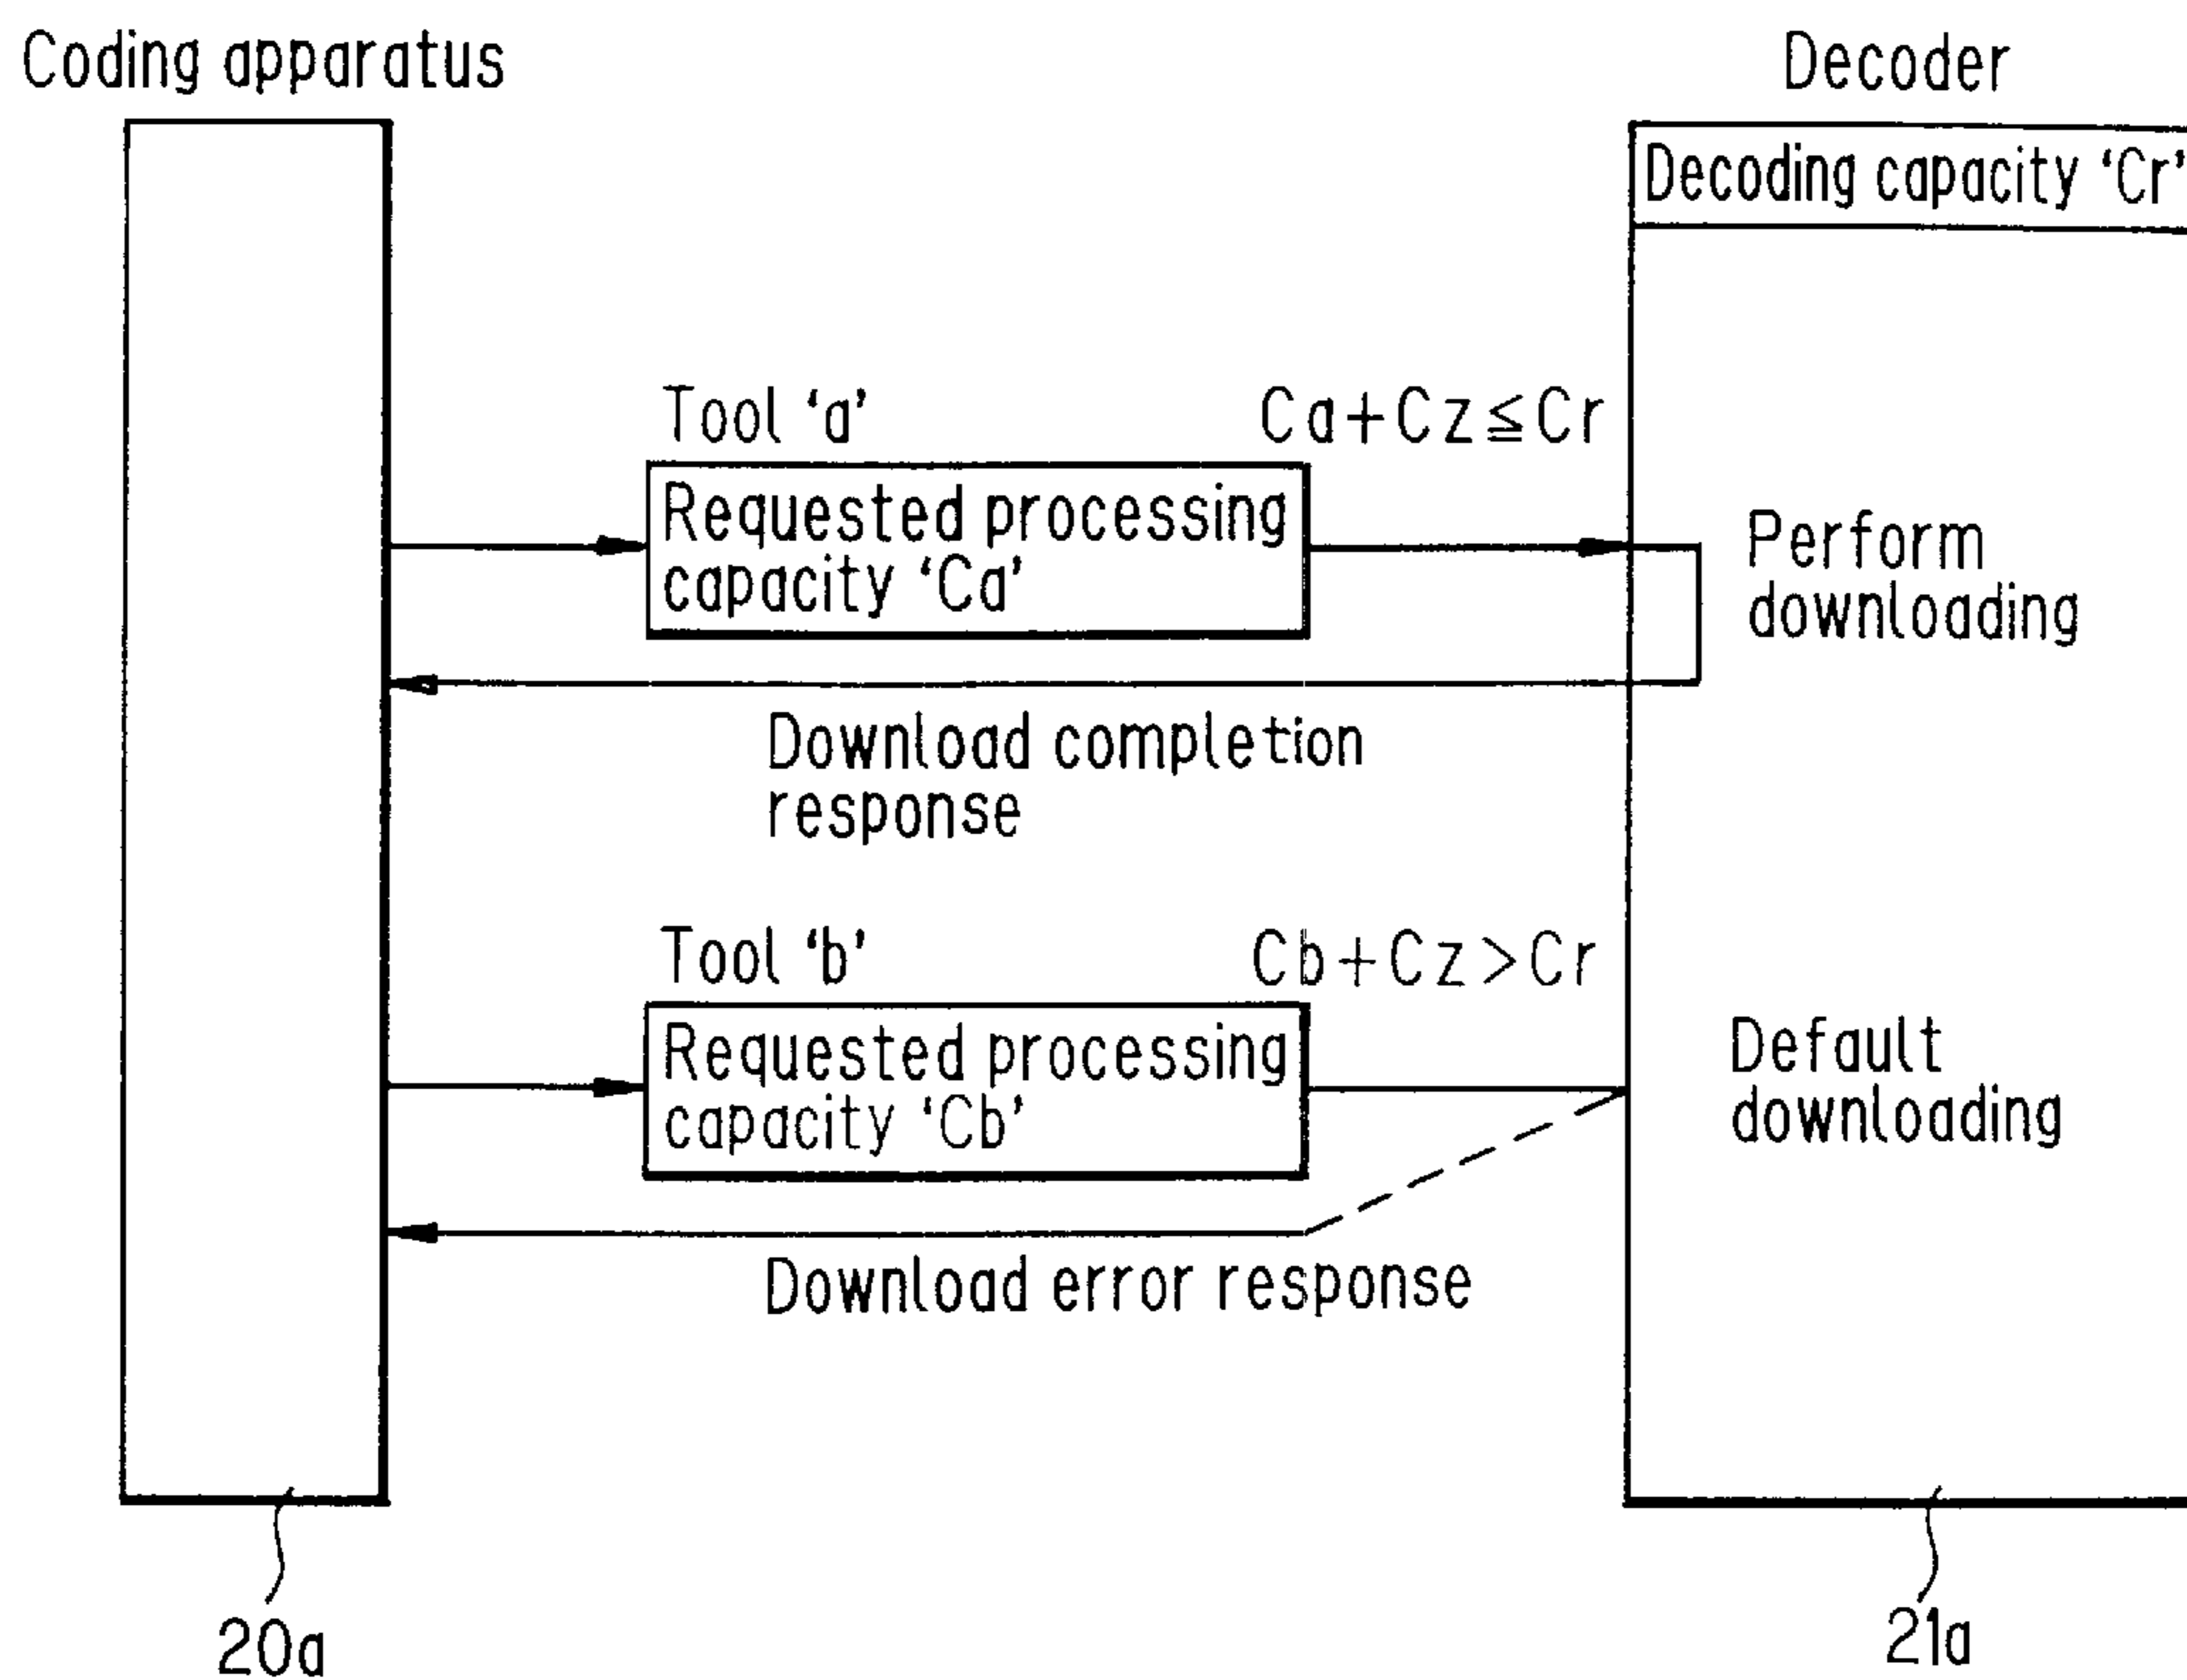 Coding apparatus
Decoder
Decoding capacity ‘Cr’
Tool ‘a’
Ca+Cz≦Cr
Requested processing
capacity ‘Ca’
Perform
downloading
Download completion
response
Tool ‘b’
Cb+Cz>Cr
Requested processing
capacity ‘Cb’
Default
downloading
Download error response
20a
21a